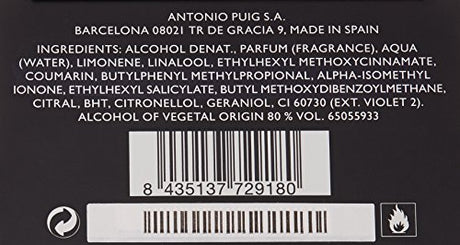 ANTONIO PUIG S.A.
BARCELONA 08021 TR DE GRACIA 9, MADE IN SPAIN
INGREDIENTS: ALCOHOL DENAT., PARFUM (FRAGRANCE), AQUA
(WATER), LIMONENE, LINALOOL, ETHYLHEXYL METHOXYCINNAMATE,
COUMARIN, BUTYLPHENYL METHYLPROPIONAL, ALPHA-ISOMETHYL
IONONE, ETHYLHEXYL SALICYLATE, BUTYL METHOXYDIBENZOYLMETHANE,
CITRAL, BHT, CITRONELLOL, GERANIOL, CI 60730 (EXT. VIOLET 2).
ALCOHOL OF VEGETAL ORIGIN 80 % VOL. 65055933
8 435137 729180